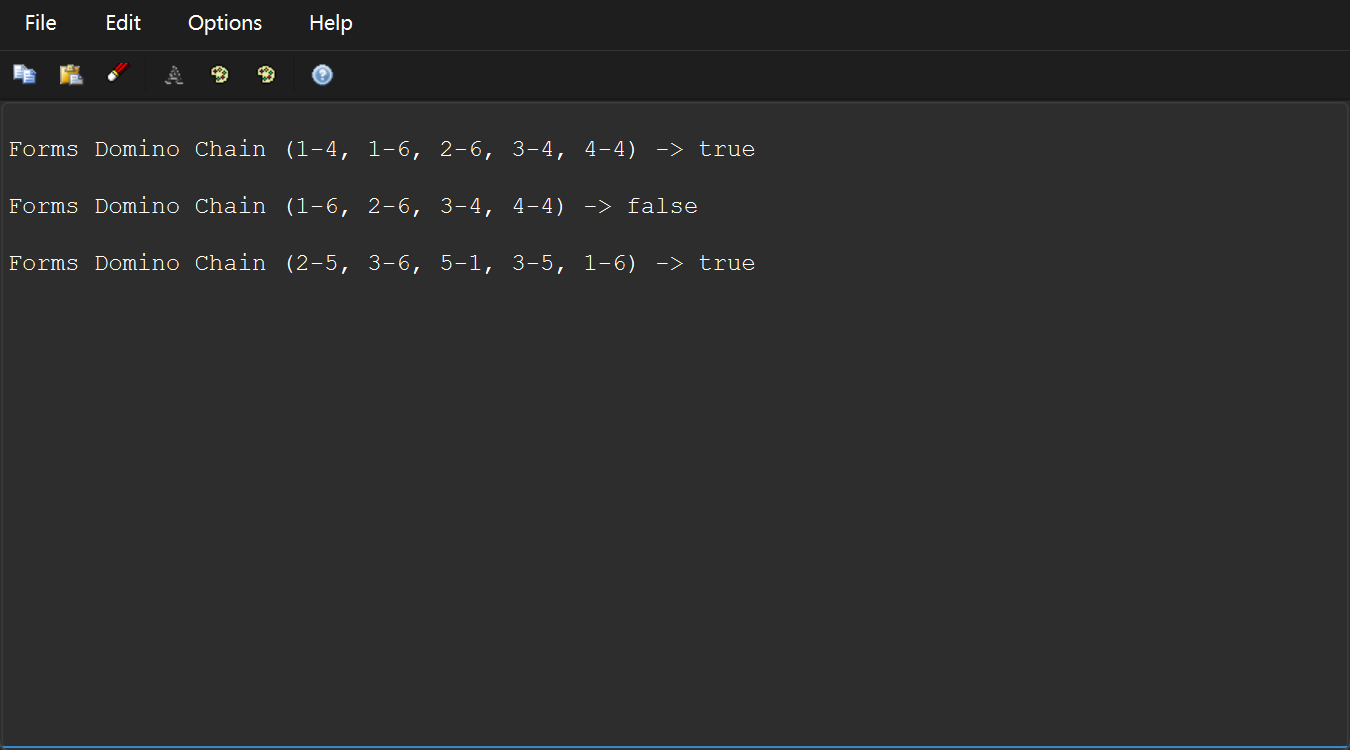 File Edit Options Help
Forms Domino Chain (1-4, 1-6, 2-6, 3-4, 4-4) -> true
Forms Domino Chain (1-6, 2-6, 3-4, 4-4) -> false
Forms Domino Chain (2-5, 3-6, 5-1, 3-5, 1-6) -> true